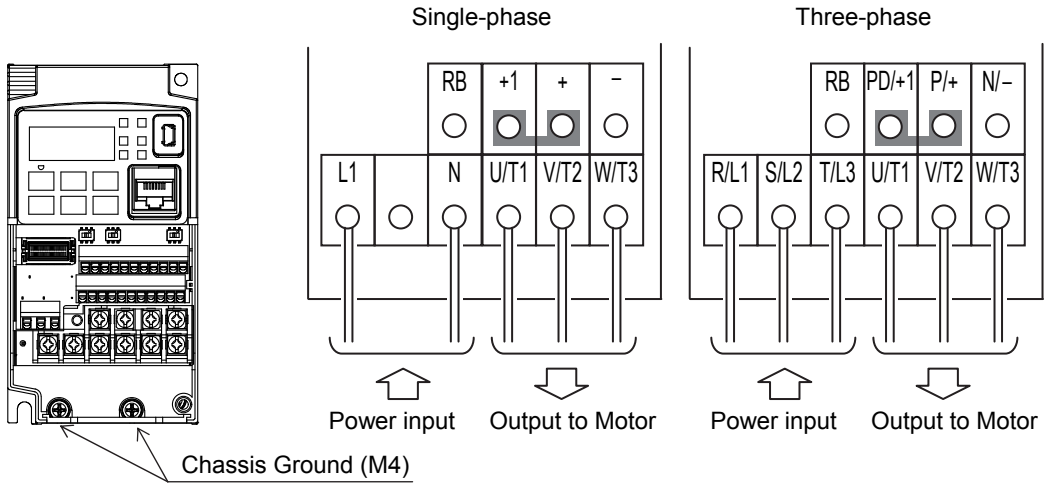 Single-phase
Three-phase
RB +1 + −
L1 N U/T1 V/T2 W/T3
RB PD/+1 P/+ N/−
R/L1 S/L2 T/L3 U/T1 V/T2 W/T3
Power input
Output to Motor
Power input
Output to Motor
Chassis Ground (M4)